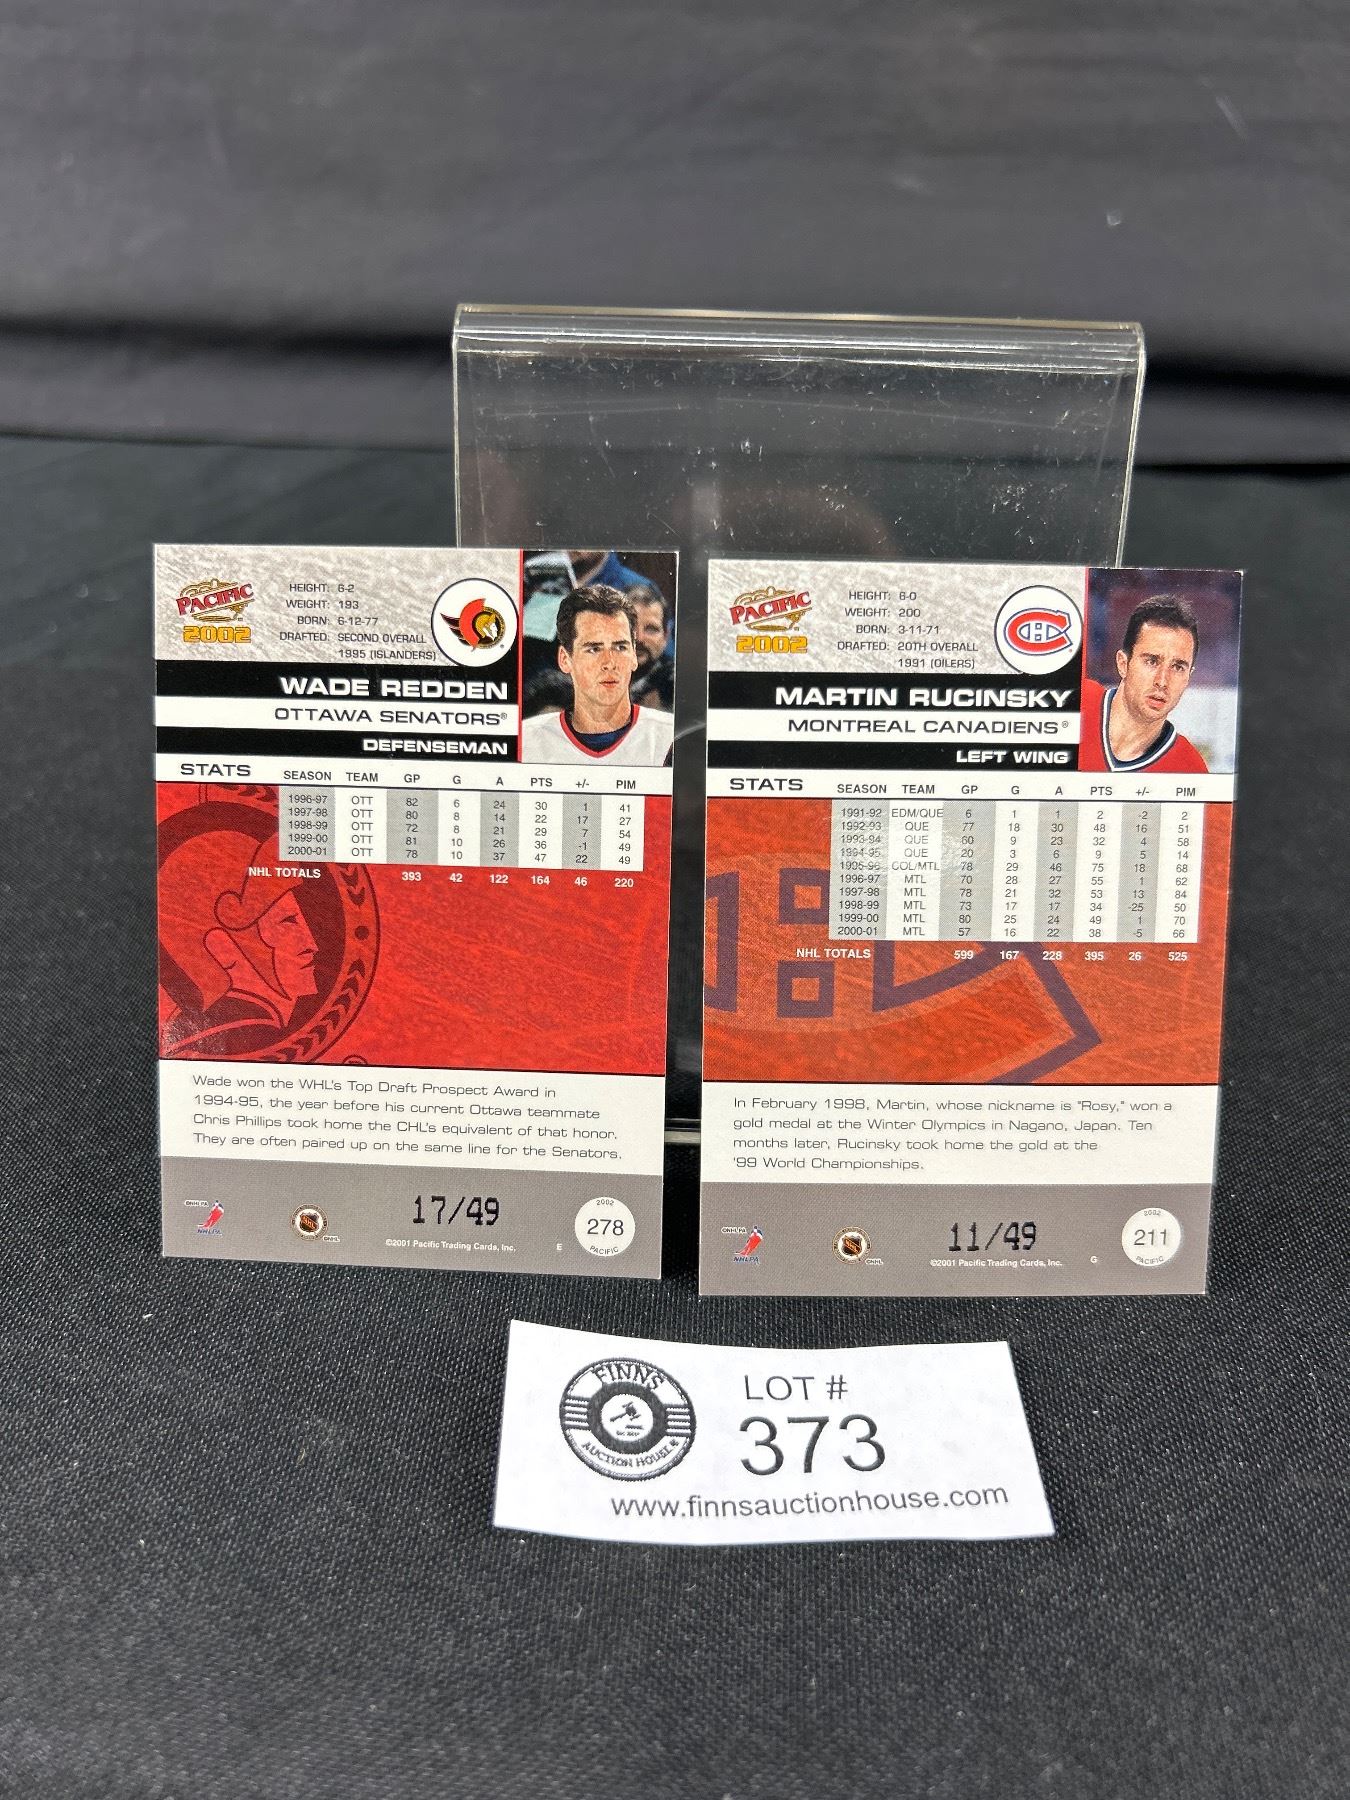 PACIFIC
2002
HEIGHT: 6-2
WEIGHT: 193
BORN: 6-12-77
DRAFTED: SECOND OVERALL
1995 (ISLANDERS)
WADE REDDEN
OTTAWA SENATORS®
DEFENSEMAN
STATS SEASON TEAM GP G A PTS +/- PIM
1996-97 OTT 82 6 24 30 1 41
1997-98 OTT 80 8 14 22 17 27
1998-99 OTT 72 8 21 29 7 54
1999-00 OTT 81 10 26 36 -1 49
2000-01 OTT 78 10 37 47 22 49
NHL TOTALS 393 42 122 164 46 220
Wade won the WHL's Top Draft Prospect Award in
1994-95, the year before his current Ottawa teammate
Chris Phillips took home the CHL's equivalent of that honor.
They are often paired up on the same line for the Senators.
17/49
©2001 Pacific Trading Cards, Inc.
E
NHLPA
2002
278
PACIFIC
PACIFIC
2002
HEIGHT: 6-0
WEIGHT: 200
BORN: 3-11-71
DRAFTED: 20TH OVERALL
1991 (OILERS)
MARTIN RUCINSKY
MONTREAL CANADIENS®
LEFT WING
STATS SEASON TEAM GP G A PTS +/- PIM
1991-92 EDM/QUE 6 1 1 2 -2 2
1992-93 QUE 77 18 30 48 16 51
1993-94 QUE 60 9 23 32 4 58
1994-95 QUE 20 3 6 9 5 14
1995-96 COL/MTL 78 29 46 75 18 68
1996-97 MTL 70 28 27 55 1 62
1997-98 MTL 78 21 32 53 13 84
1998-99 MTL 73 17 17 34 -25 50
1999-00 MTL 80 25 24 49 1 70
2000-01 MTL 57 16 22 38 -5 66
NHL TOTALS 599 167 228 395 26 525
In February 1998, Martin, whose nickname is "Rosy," won a
gold medal at the Winter Olympics in Nagano, Japan. Ten
months later, Rucinsky took home the gold at the
'99 World Championships.
11/49
©2001 Pacific Trading Cards, Inc.
G
NHLPA
2002
211
PACIFIC
FINNS
AUCTION HOUSE
LOT #
373
www.finnsauctionhouse.com